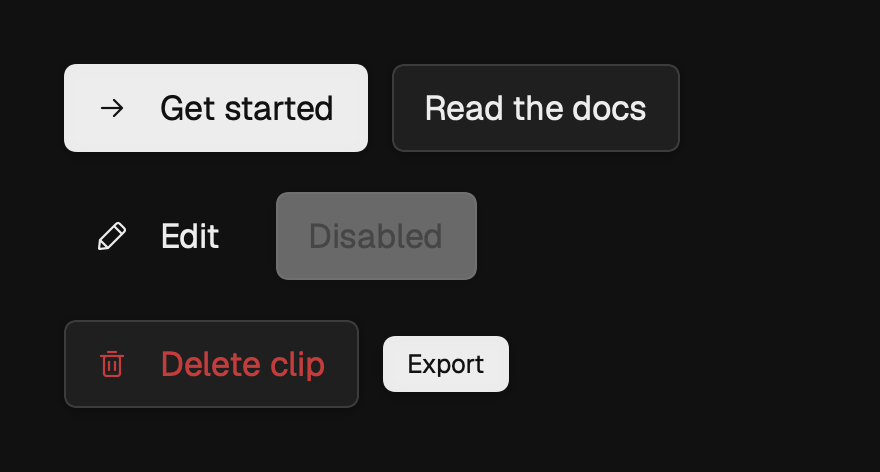 Get started
Read the docs
Edit
Disabled
Delete clip
Export